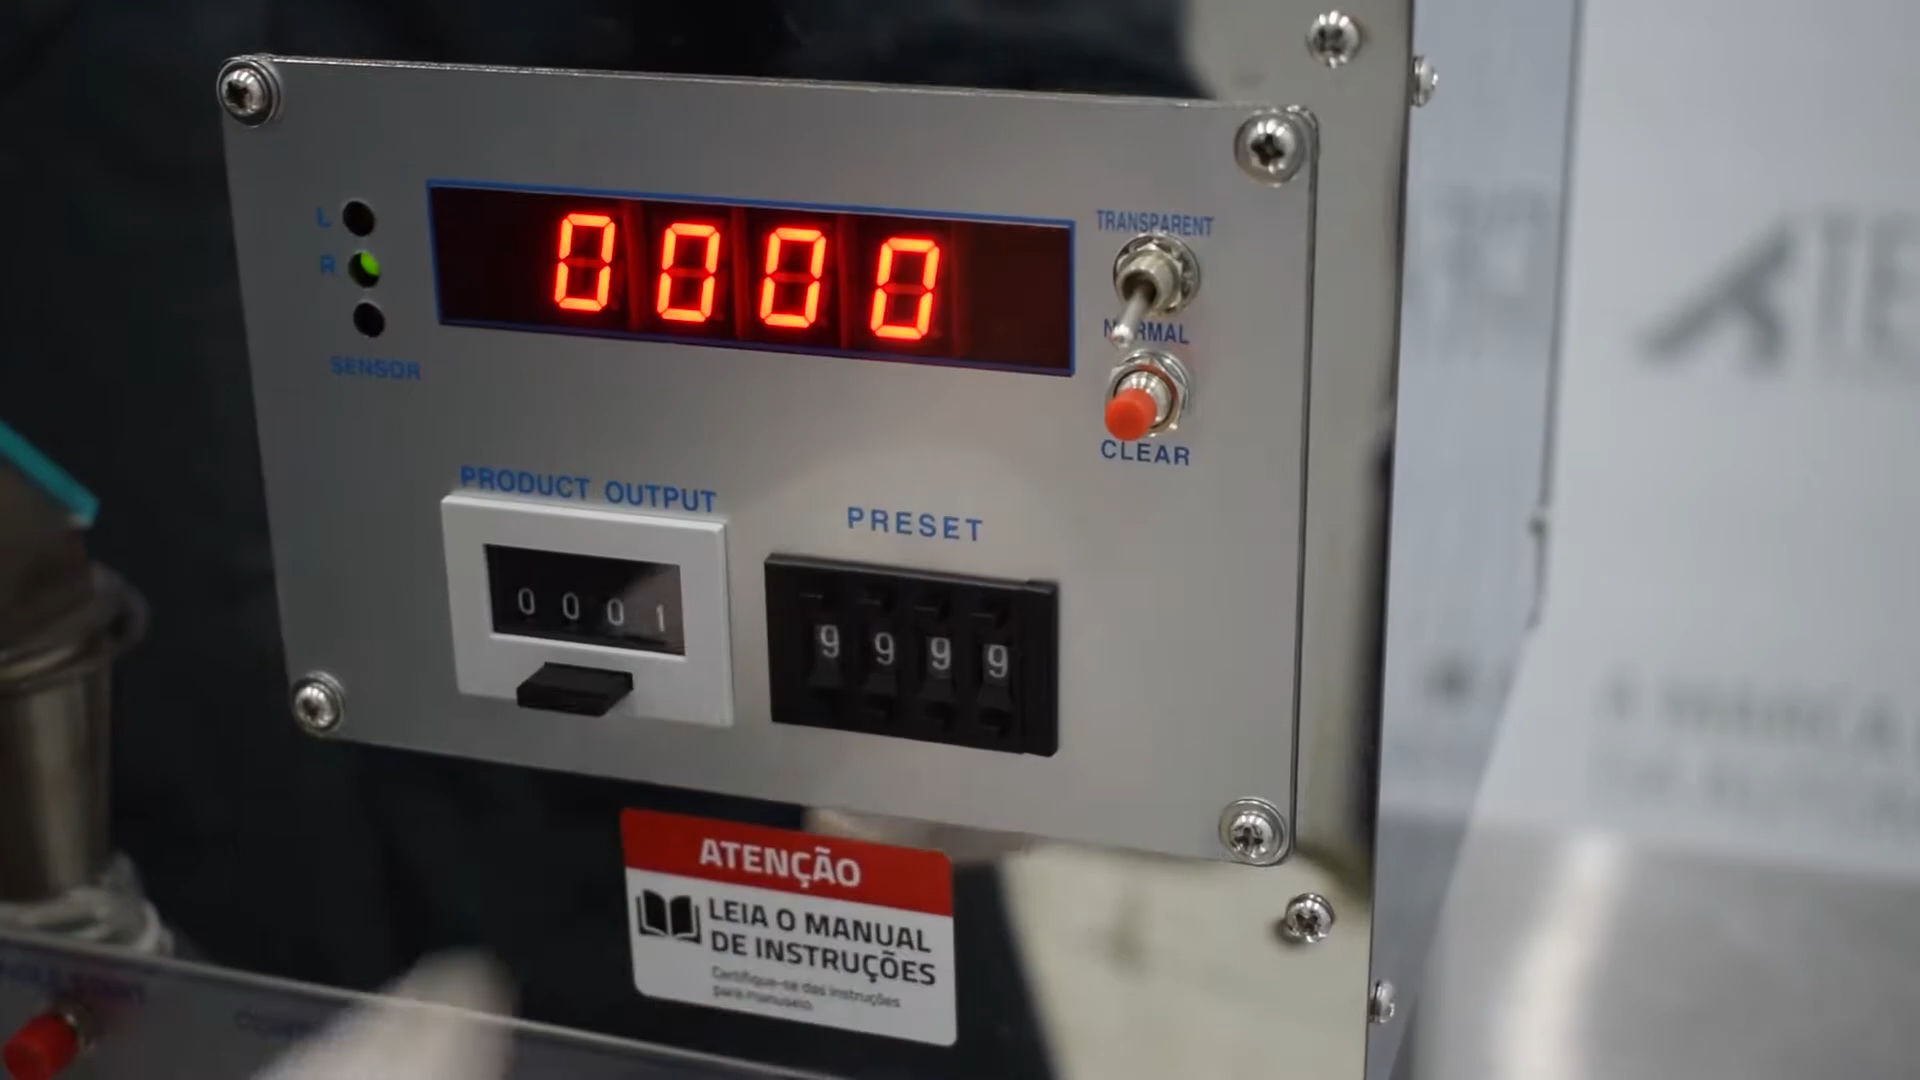 L
R
SENSOR
0000
TRANSPARENT
NORMAL
CLEAR
PRODUCT OUTPUT
0001
PRESET
9999
ATENÇÃO
LEIA O MANUAL
DE INSTRUÇÕES
Certifique-se das instruções
para manuseio.